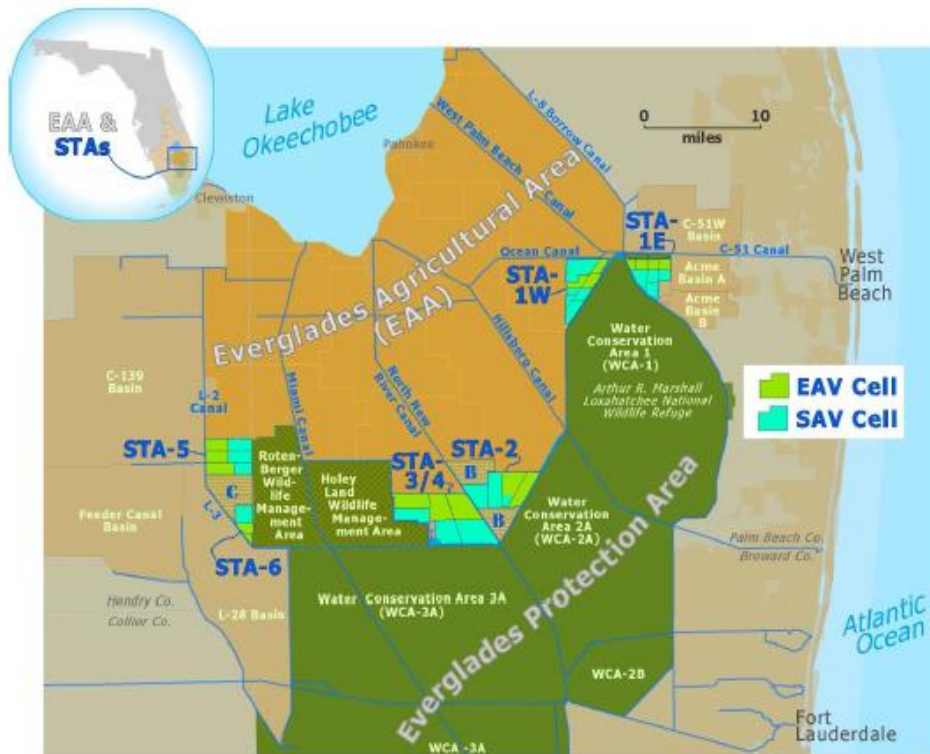 EAA &
STAs
Lake
Okeechobee
Clewiston
Pahokee
L-8 Borrow Canal
West Palm Beach
Canal
0
10
miles
Everglades Agricultural Area
(EAA)
Ocean Canal
STA-
1E
C-51W
Basin
C-51 Canal
West
Palm
Beach
STA-
1W
Acme
Basin A
Acme
Basin
B
Hillsboro Canal
Water
Conservation
Area 1
(WCA-1)
Arthur R. Marshall
Loxahatchee National
Wildlife Refuge
EAV Cell
SAV Cell
C-139
Basin
L-2
Canal
Miami Canal
North New
River Canal
STA-5
STA-
3/4
STA-2
B
B
C
L-3
Roten-
Berger
Wild-
life
Manage-
ment
Area
Holey
Land
Wildlife
Manage-
ment Area
Water
Conservation
Area 2A
(WCA-2A)
Feeder Canal
Basin
STA-6
Palm Beach Co.
Broward Co.
Hendry Co.
Collier Co.
L-28 Basin
Water Conservation Area 3A
(WCA-3A)
Everglades Protection Area
Atlantic
Ocean
WCA-2B
Fort
Lauderdale
WCA -3A